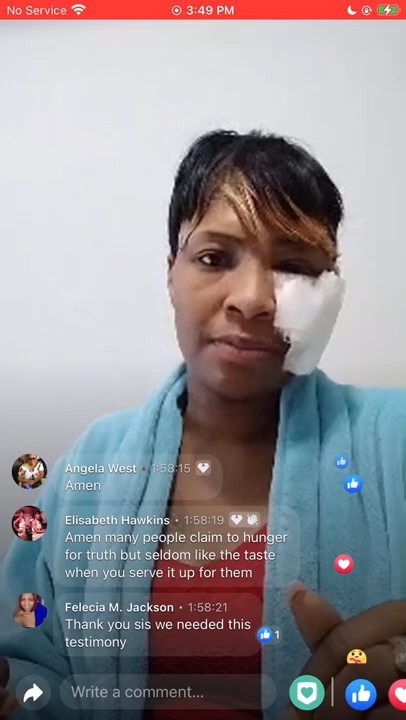 No Service 3:49 PM
Angela West • 1:58:15
Amen
Elisabeth Hawkins • 1:58:19
Amen many people claim to hunger
for truth but seldom like the taste
when you serve it up for them
Felecia M. Jackson • 1:58:21
Thank you sis we needed this
testimony
1
Write a comment...